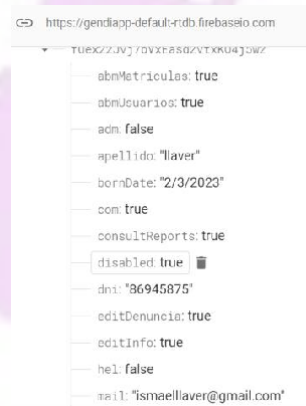 https://gendiapp-default-rtdb.firebaseio.com
abmMatriculas: true
abmUsuarios: true
adm: false
apellido: "llaver"
bornDate: "2/3/2023"
com: true
consultReports: true
disabled: true
dni: "86945875"
editDenuncia: true
editInfo: true
hel: false
mail: "ismaelllaver@gmail.com"